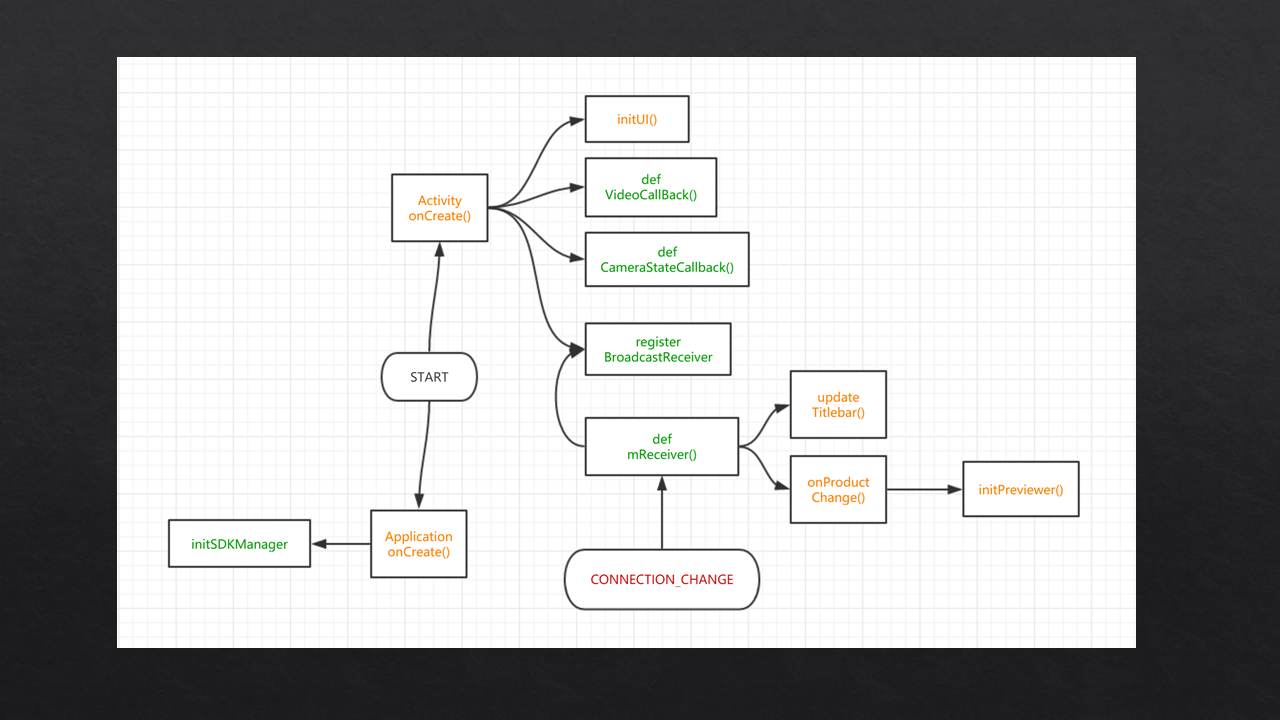 initUI()
def
VideoCallBack()
Activity
onCreate()
def
CameraStateCallback()
register
BroadcastReceiver
START
update
Titlebar()
def
mReceiver()
onProduct
Change()
initPreviewer()
Application
onCreate()
initSDKManager
CONNECTION_CHANGE